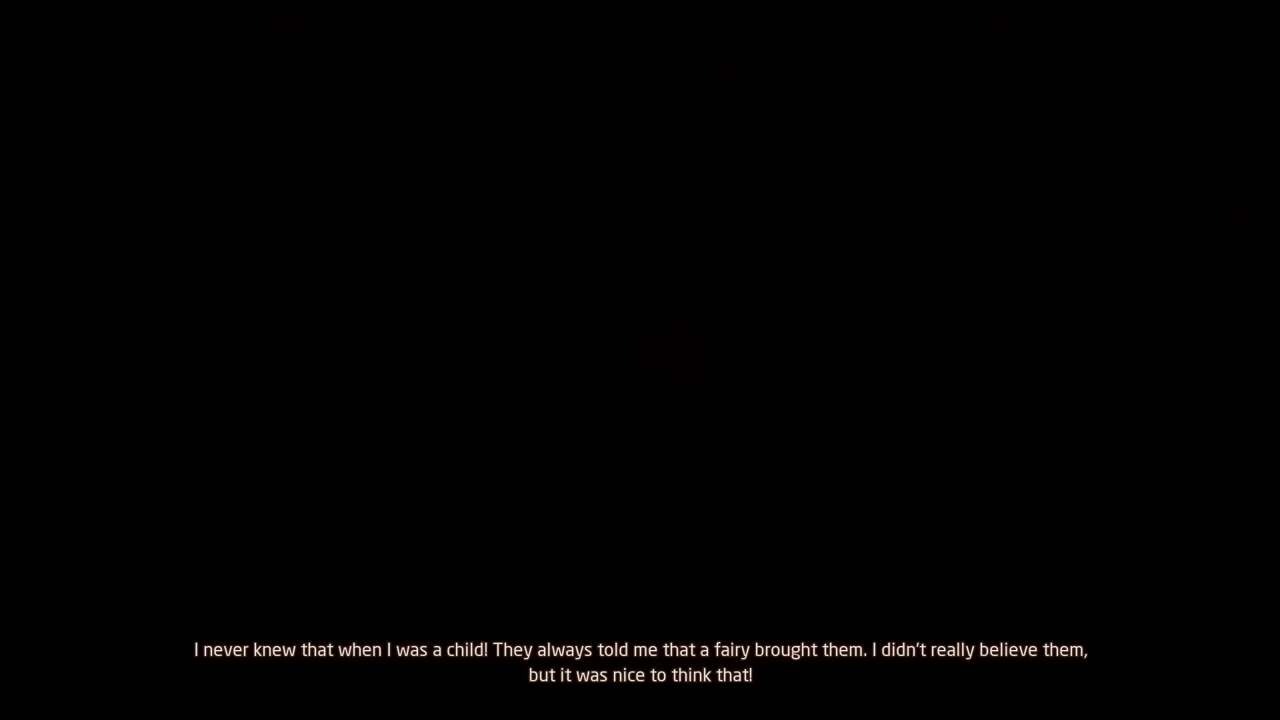 I never knew that when I was a child! They always told me that a fairy brought them. I didn't really believe them,
but it was nice to think that!